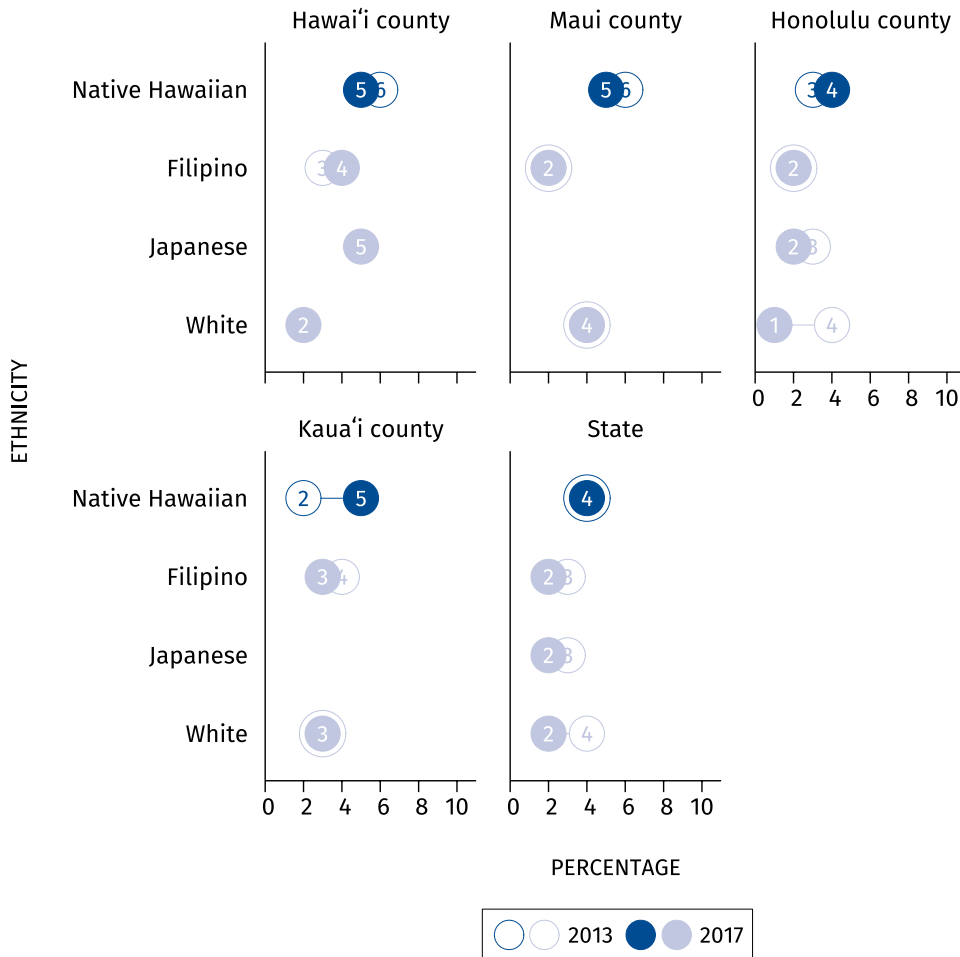 Hawaiʻi county Maui county Honolulu county
Native Hawaiian 5 6 5 6 3 4
Filipino 3 4 2 2
Japanese 5 2 3
White 2 4 1 4
0 2 4 6 8 10
ETHNICITY
Kauaʻi county State
Native Hawaiian 2 5 4
Filipino 3 4 2 3
Japanese 2 3
White 3 2 4
0 2 4 6 8 10 0 2 4 6 8 10
PERCENTAGE
2013 2017